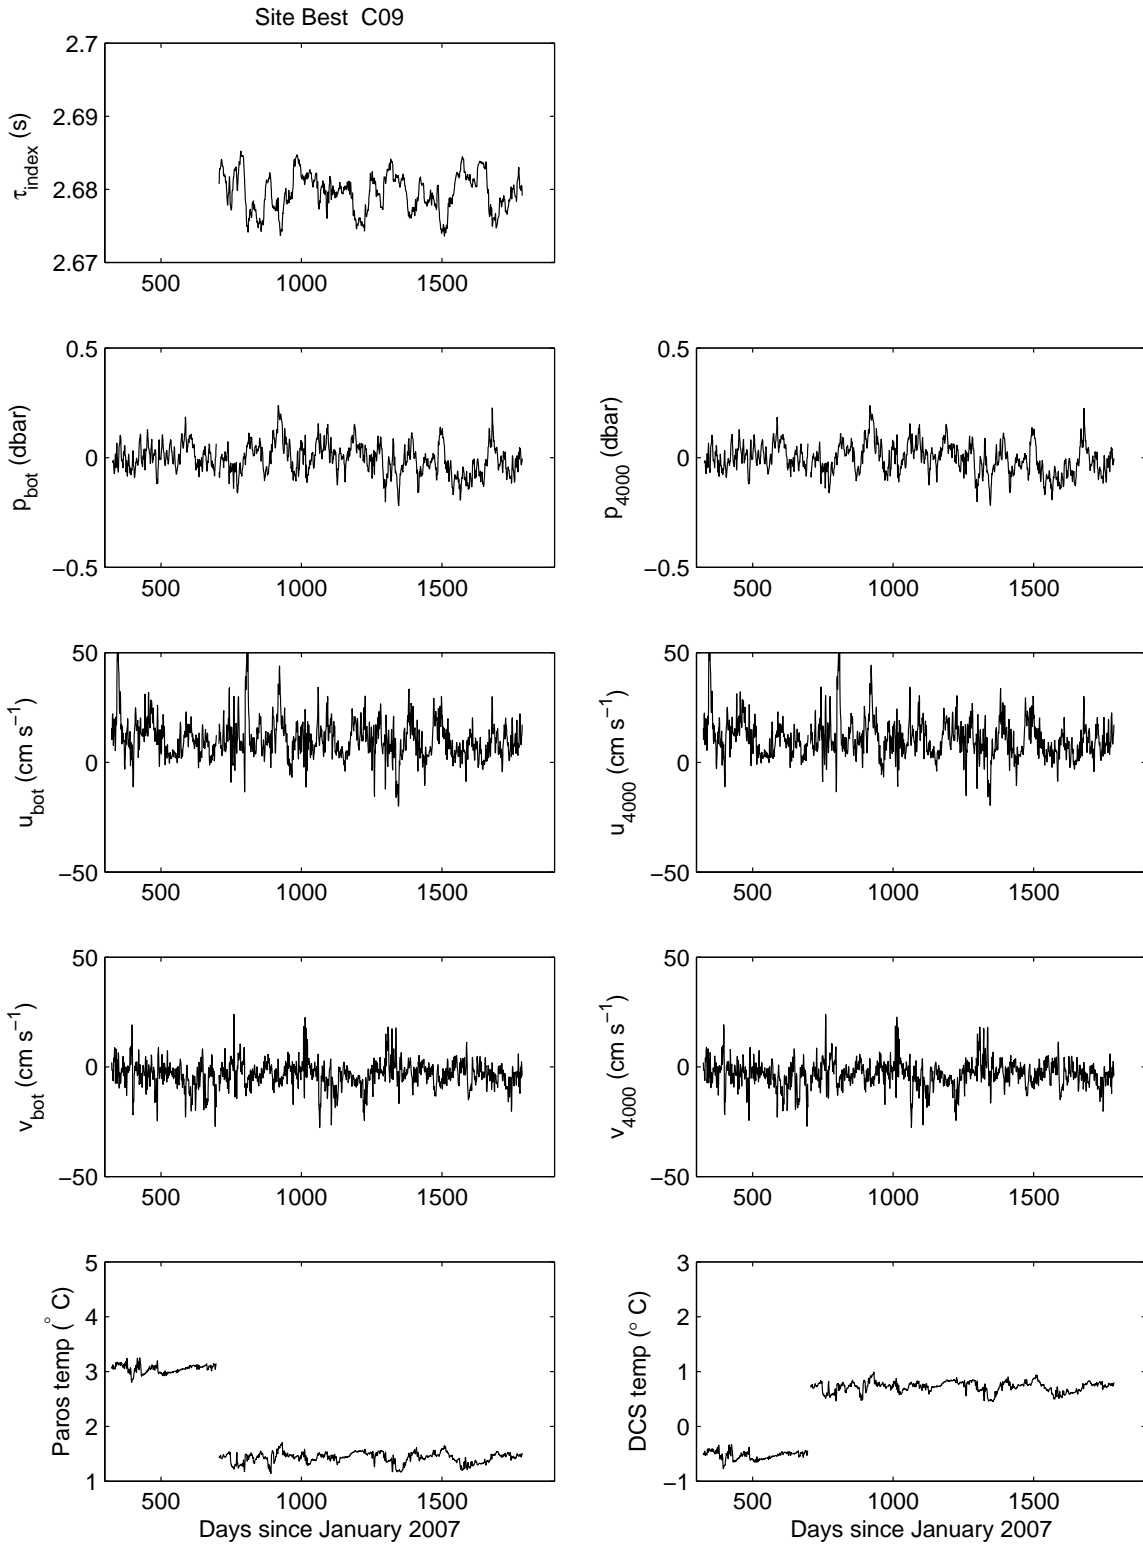 Site Best C09
2.7
2.69
2.68
2.67
τindex (s)
500 1000 1500
0.5
0
−0.5
pbot (dbar)
500 1000 1500
0.5
0
−0.5
p4000 (dbar)
500 1000 1500
50
0
−50
ubot (cm s−1)
500 1000 1500
50
0
−50
u4000 (cm s−1)
500 1000 1500
50
0
−50
vbot (cm s−1)
500 1000 1500
50
0
−50
v4000 (cm s−1)
500 1000 1500
5
4
3
2
1
Paros temp (° C)
500 1000 1500
Days since January 2007
3
2
1
0
−1
DCS temp (° C)
500 1000 1500
Days since January 2007